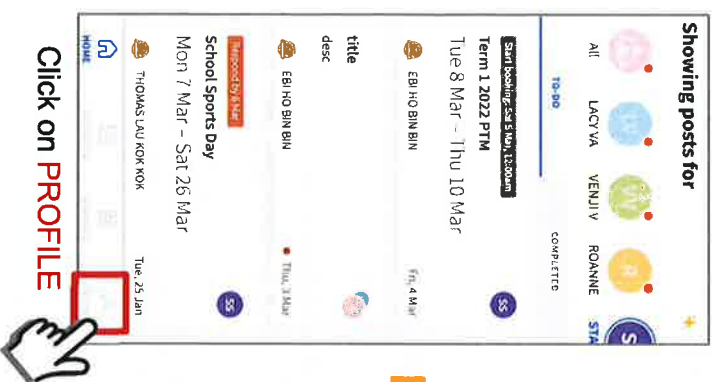 Showing posts for
All
LACY VA
VENJI V
ROANNE
STA
TO-DO
COMPLETED
Start booking: Sat 5 Mar, 12:00am
Term 1 2022 PTM
Tue 8 Mar – Thu 10 Mar
SS
EBI HO BIN BIN
Fri, 4 Mar
title
desc
EBI HO BIN BIN
Thu, 3 Mar
Respond by 6 Mar
School Sports Day
Mon 7 Mar – Sat 26 Mar
SS
THOMAS LAU KOK KOK
Tue, 25 Jan
HOME
Click on PROFILE